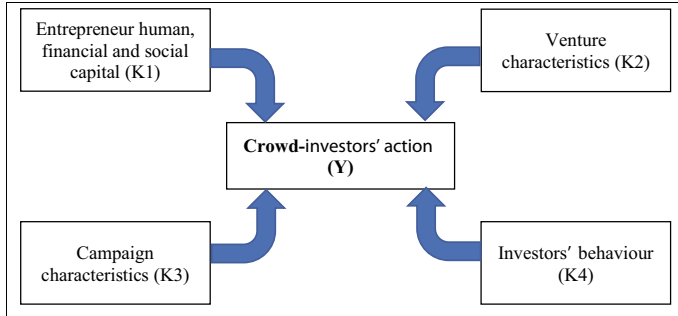 Entrepreneur human,
financial and social
capital (K1)
Venture
characteristics (K2)
Crowd-investors' action
(Y)
Campaign
characteristics (K3)
Investors' behaviour
(K4)